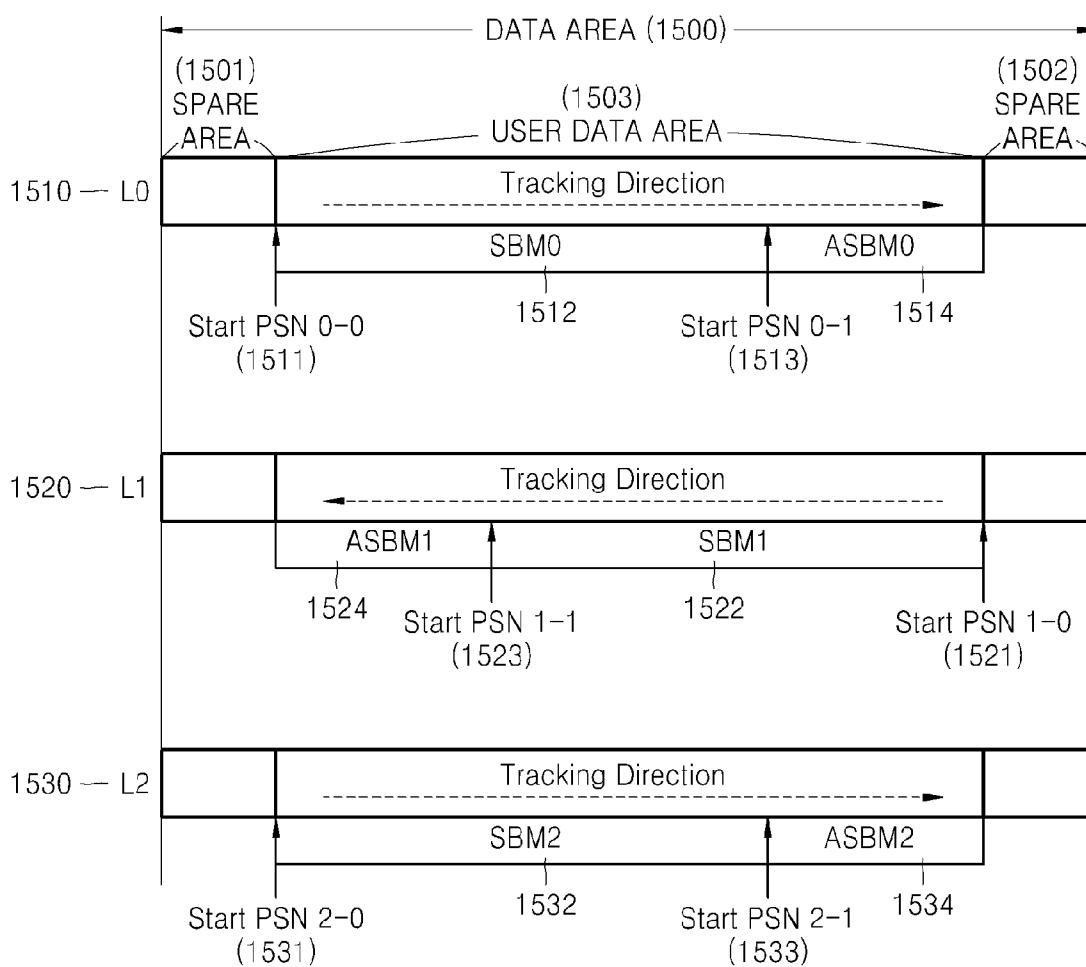 DATA AREA (1500)
(1501)
SPARE
AREA
(1503)
USER DATA AREA
(1502)
SPARE
AREA
1510 — L0
Tracking Direction
SBM0
ASBM0
1512
1514
Start PSN 0-0
(1511)
Start PSN 0-1
(1513)
1520 — L1
Tracking Direction
ASBM1
SBM1
1524
1522
Start PSN 1-1
(1523)
Start PSN 1-0
(1521)
1530 — L2
Tracking Direction
SBM2
ASBM2
1532
1534
Start PSN 2-0
(1531)
Start PSN 2-1
(1533)